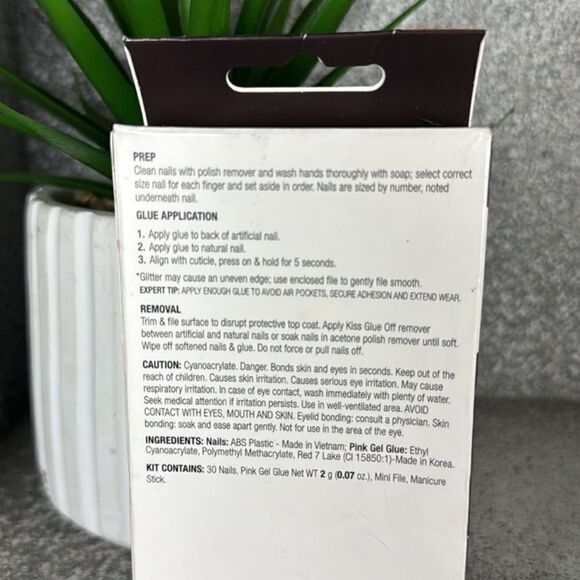 PREP
Clean nails with polish remover and wash hands thoroughly with soap; select correct
size nail for each finger and set aside in order. Nails are sized by number, noted
underneath nail.
GLUE APPLICATION
1. Apply glue to back of artificial nail.
2. Apply glue to natural nail.
3. Align with cuticle, press on & hold for 5 seconds.
*Glitter may cause an uneven edge; use enclosed file to gently file smooth.
EXPERT TIP: APPLY ENOUGH GLUE TO AVOID AIR POCKETS, SECURE ADHESION AND EXTEND WEAR.
REMOVAL
Trim & file surface to disrupt protective top coat. Apply Kiss Glue Off remover
between artificial and natural nails or soak nails in acetone polish remover until soft.
Wipe off softened nails & glue. Do not force or pull nails off.
CAUTION: Cyanoacrylate. Danger. Bonds skin and eyes in seconds. Keep out of the
reach of children. Causes skin irritation. Causes serious eye irritation. May cause
respiratory irritation. In case of eye contact, wash immediately with plenty of water.
Seek medical attention if irritation persists. Use in well-ventilated area. AVOID
CONTACT WITH EYES, MOUTH AND SKIN. Eyelid bonding: consult a physician. Skin
bonding: soak and ease apart gently. Not for use in the area of the eye.
INGREDIENTS: Nails: ABS Plastic - Made in Vietnam; Pink Gel Glue: Ethyl
Cyanoacrylate, Polymethyl Methacrylate, Red 7 Lake (CI 15850:1)-Made in Korea.
KIT CONTAINS: 30 Nails, Pink Gel Glue Net WT 2 g (0.07 oz.), Mini File, Manicure
Stick.